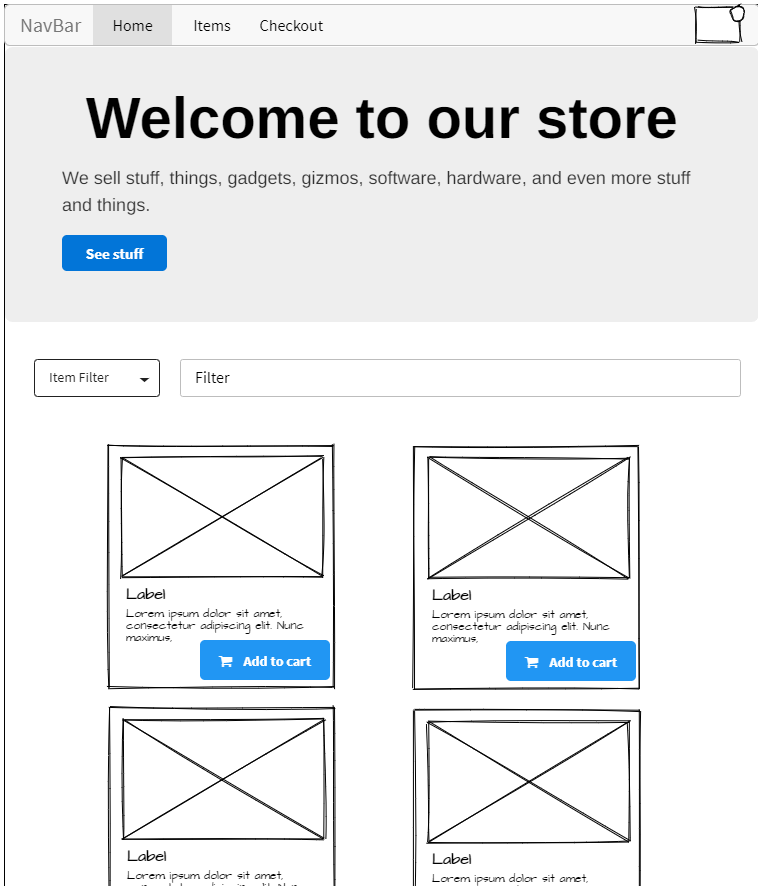 NavBar Home Items Checkout
Welcome to our store
We sell stuff, things, gadgets, gizmos, software, hardware, and even more stuff
and things.
See stuff
Item Filter
Filter
Label
Lorem ipsum dolor sit amet,
consectetur adipiscing elit. Nunc
maximus,
Add to cart
Label
Lorem ipsum dolor sit amet,
consectetur adipiscing elit. Nunc
maximus,
Add to cart
Label
Lorem ipsum dolor sit amet,
Label
Lorem ipsum dolor sit amet,